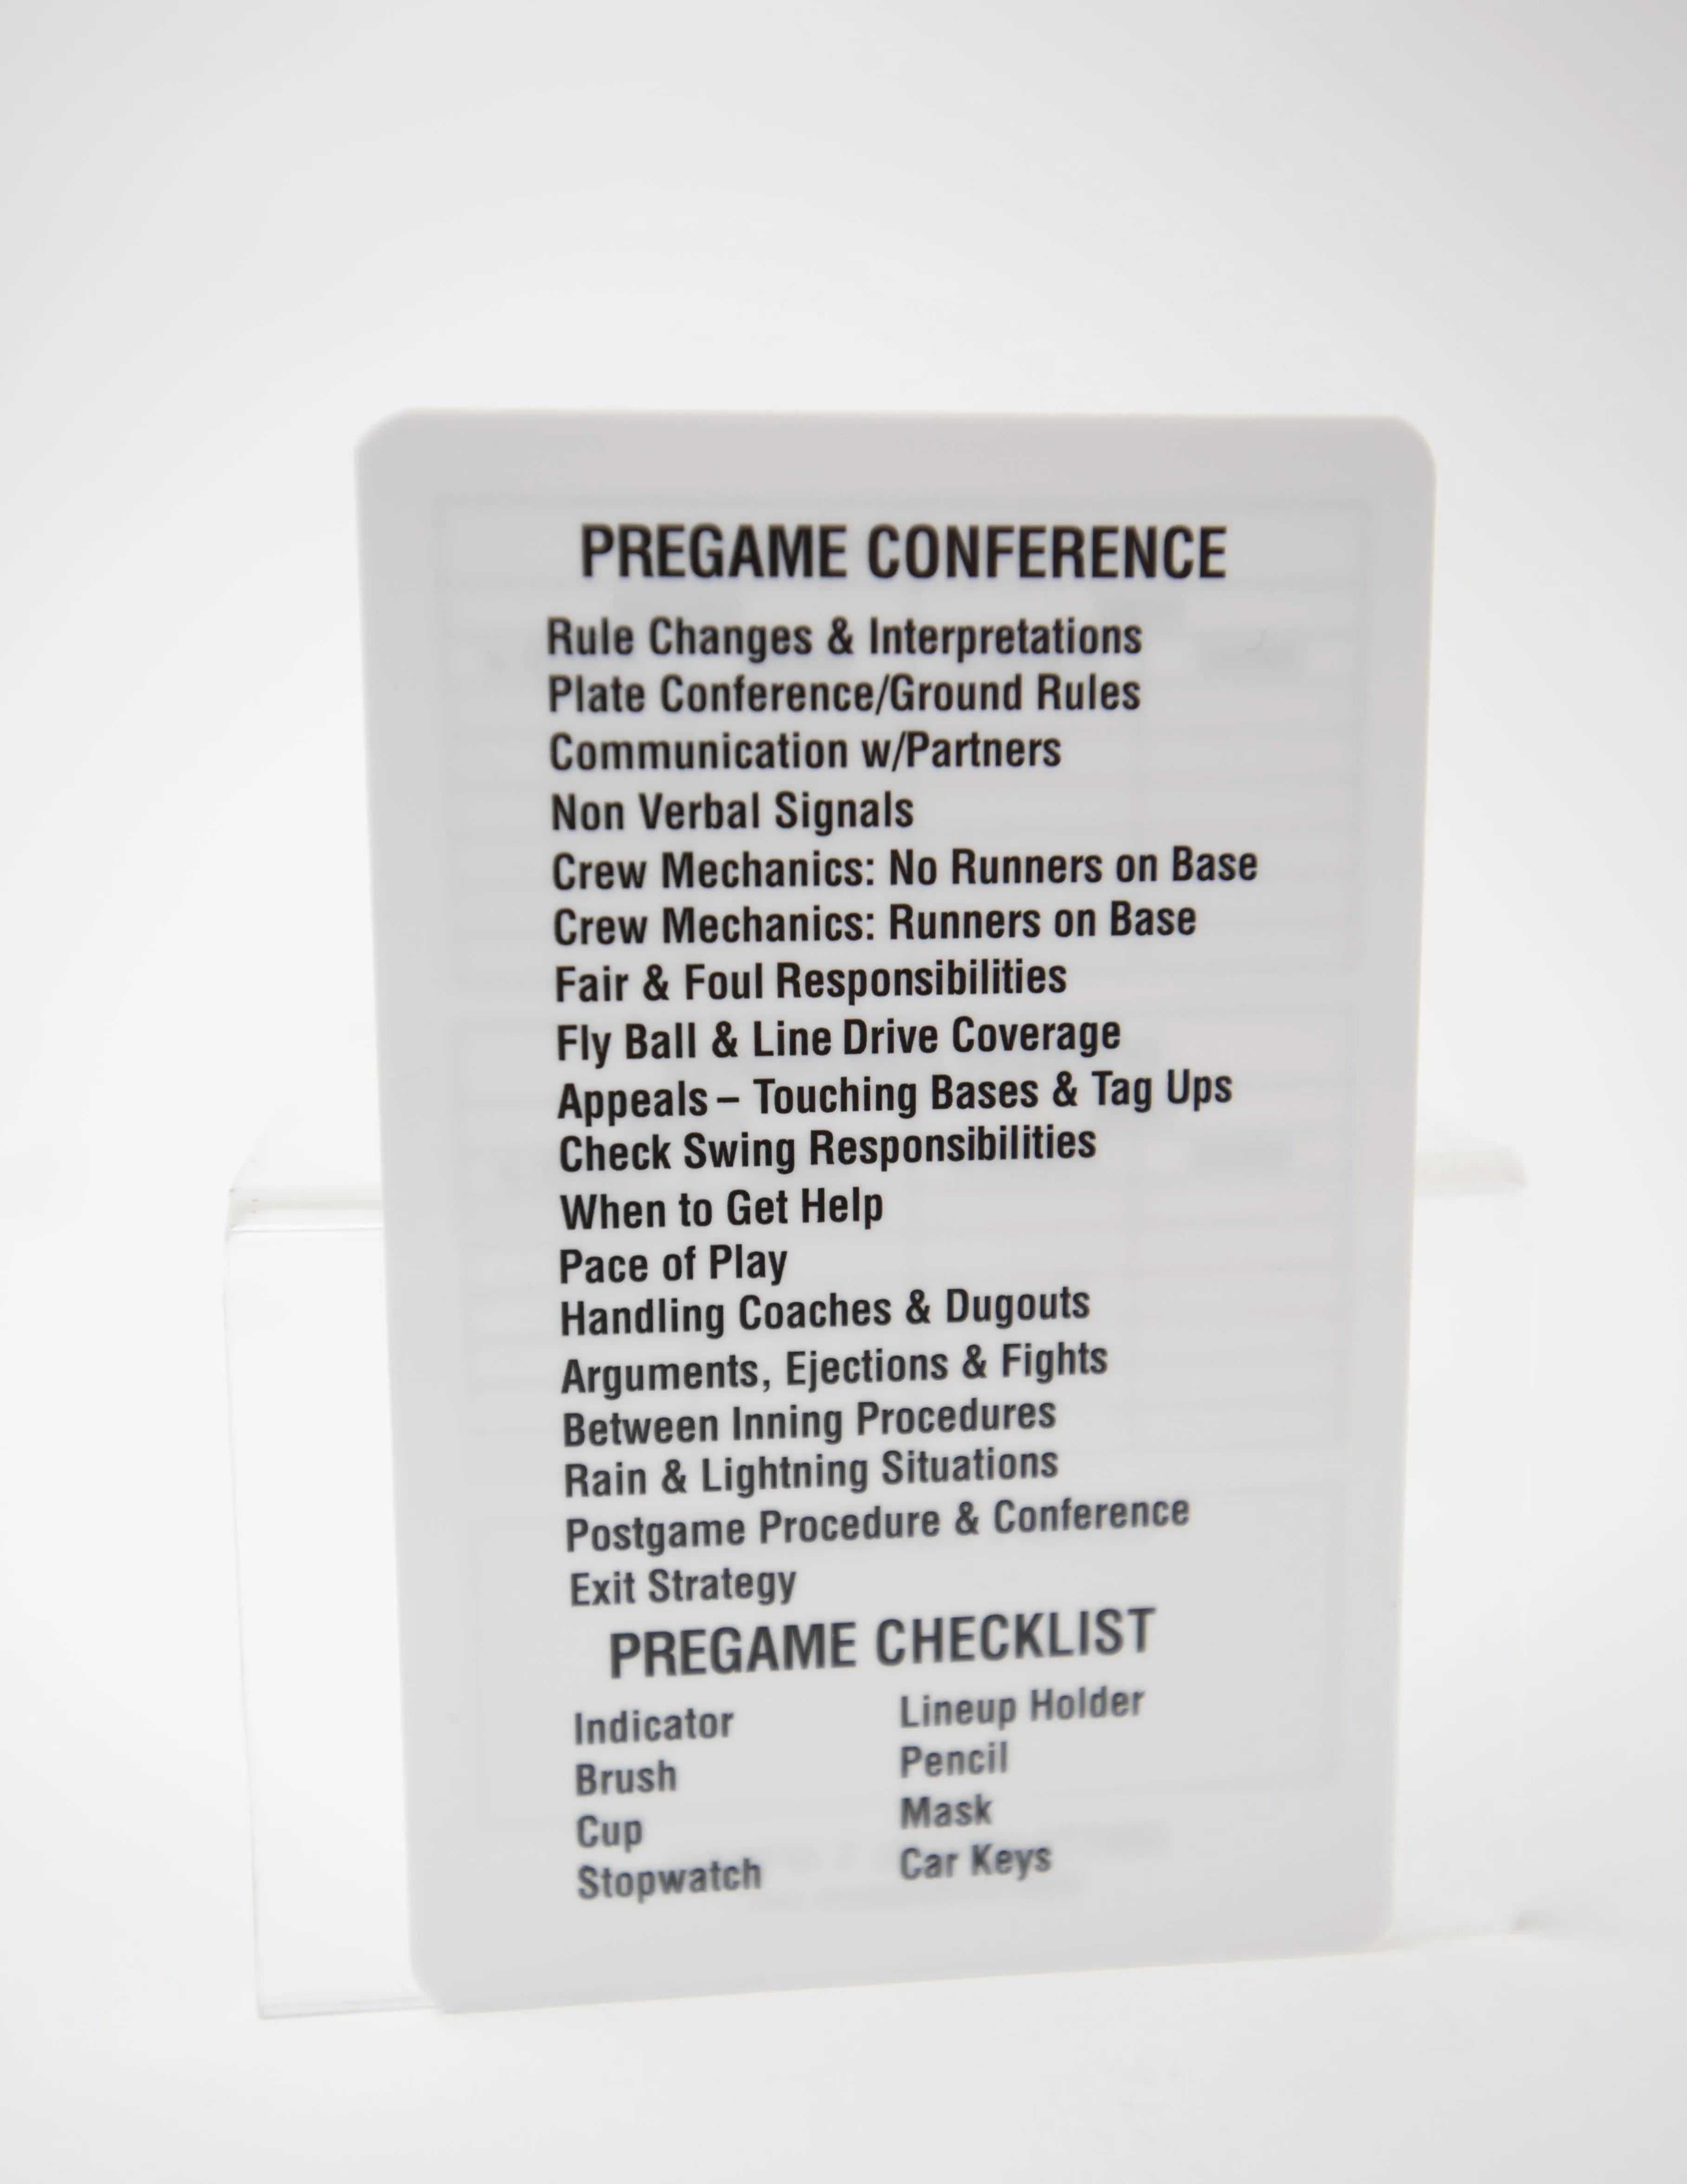 PREGAME CONFERENCE
Rule Changes & Interpretations
Plate Conference/Ground Rules
Communication w/Partners
Non Verbal Signals
Crew Mechanics: No Runners on Base
Crew Mechanics: Runners on Base
Fair & Foul Responsibilities
Fly Ball & Line Drive Coverage
Appeals – Touching Bases & Tag Ups
Check Swing Responsibilities
When to Get Help
Pace of Play
Handling Coaches & Dugouts
Arguments, Ejections & Fights
Between Inning Procedures
Rain & Lightning Situations
Postgame Procedure & Conference
Exit Strategy
PREGAME CHECKLIST
Indicator
Brush
Cup
Stopwatch
Lineup Holder
Pencil
Mask
Car Keys